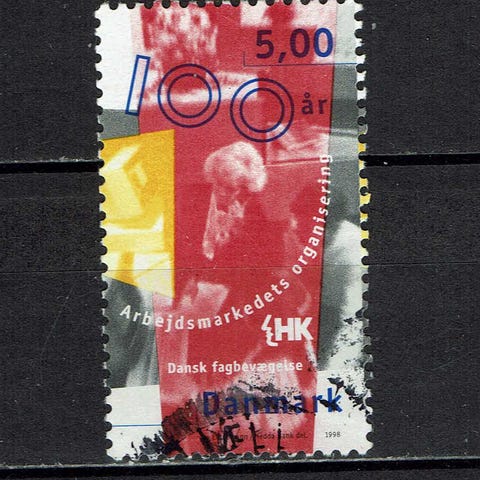 5,00
100
år
Arbejdsmarkedets organisering
HK
Dansk fagbevægelse
Danmark
1998